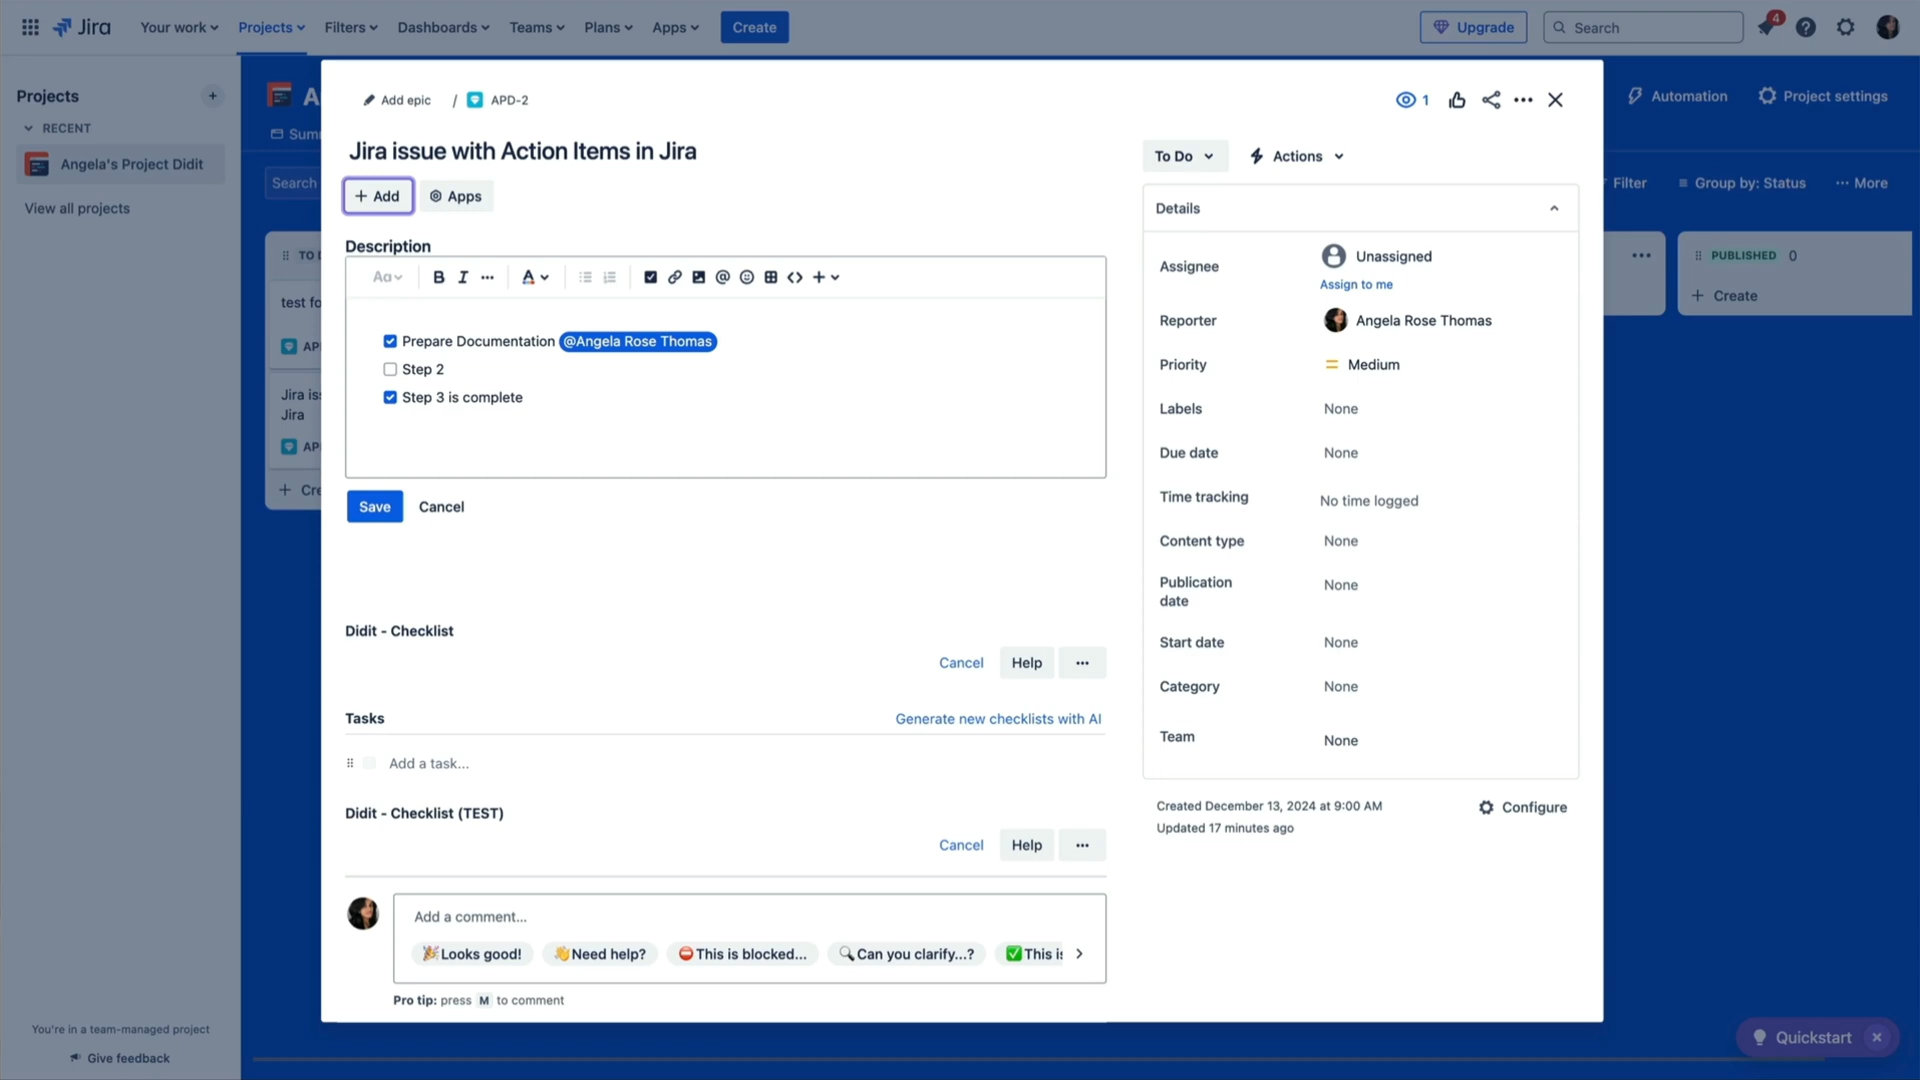 Jira
Your work
Projects
Filters
Dashboards
Teams
Plans
Apps
Create
Upgrade
Search
4
Projects
RECENT
Angela's Project Didit
View all projects
You're in a team-managed project
Give feedback
A
Summ
Search
Automation
Project settings
Filter
Group by: Status
More
TO D
test fo
AP
Jira is
Jira
AP
Cre
PUBLISHED 0
Create
Add epic / APD-2
1
Jira issue with Action Items in Jira
Add
Apps
Description
Aa B I A @
Prepare Documentation @Angela Rose Thomas
Step 2
Step 3 is complete
Save
Cancel
Didit - Checklist
Cancel
Help
Tasks
Generate new checklists with AI
Add a task...
Didit - Checklist (TEST)
Cancel
Help
Add a comment...
🎉Looks good!
👋Need help?
⛔This is blocked...
🔍Can you clarify...?
✅This is
Pro tip: press M to comment
To Do
Actions
Details
Assignee
Unassigned
Assign to me
Reporter
Angela Rose Thomas
Priority
Medium
Labels
None
Due date
None
Time tracking
No time logged
Content type
None
Publication
date
None
Start date
None
Category
None
Team
None
Created December 13, 2024 at 9:00 AM
Updated 17 minutes ago
Configure
Quickstart